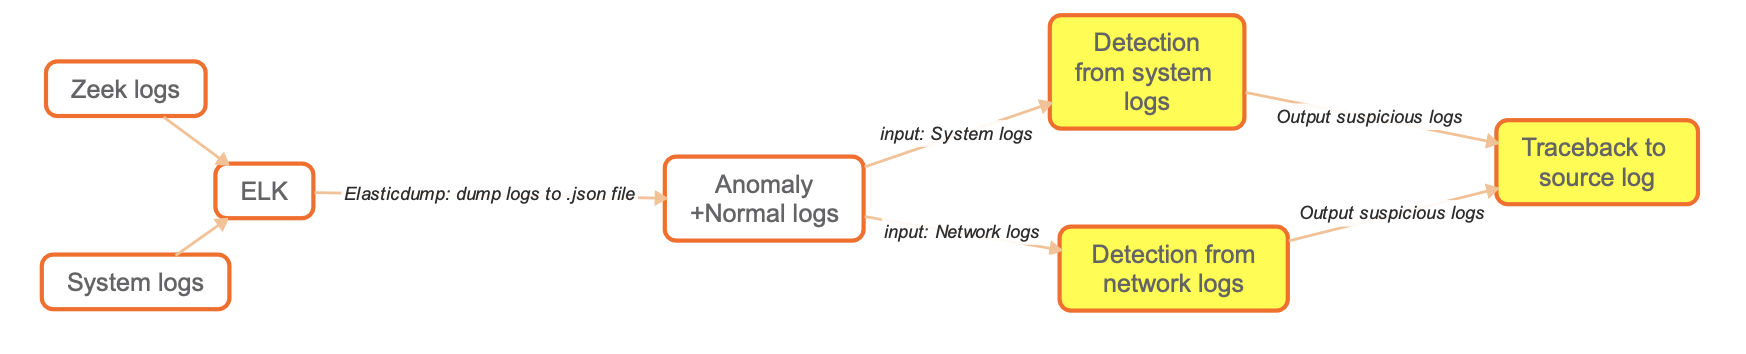 Zeek logs
System logs
ELK
Elasticdump: dump logs to .json file
Anomaly
+Normal logs
input: System logs
input: Network logs
Detection
from system
logs
Detection from
network logs
Output suspicious logs
Output suspicious logs
Traceback to
source log